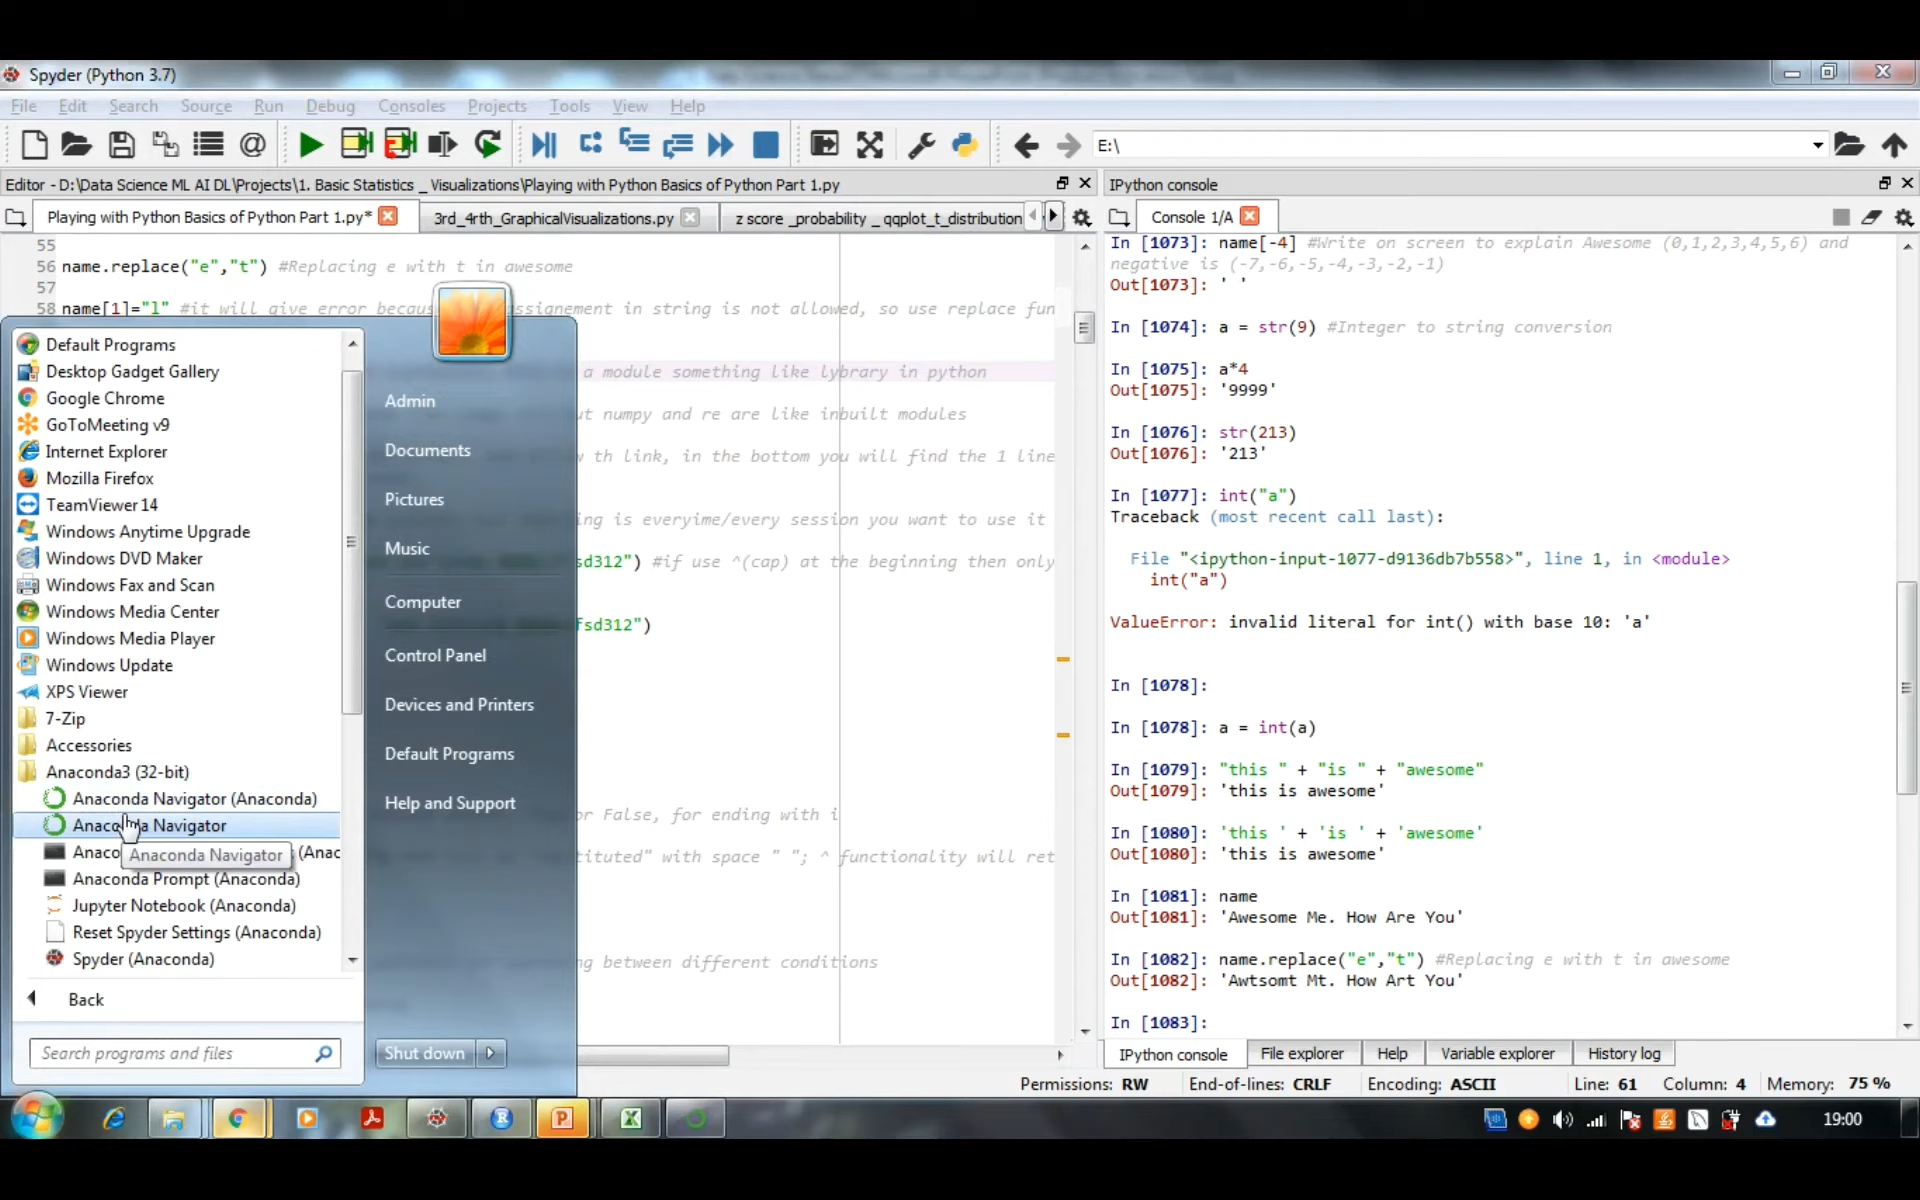 Spyder (Python 3.7)
File Edit Search Source Run Debug Consoles Projects Tools View Help
E:\
Editor - D:\Data Science ML AI DL\Projects\1. Basic Statistics _ Visualizations\Playing with Python Basics of Python Part 1.py
Playing with Python Basics of Python Part 1.py*
3rd_4rth_GraphicalVisualizations.py
z score _probability _ qqplot_t_distribution
55
56 name.replace("e","t") #Replacing e with t in awesome
57
58 name[1]="l" #it will give error becau assignement in string is not allowed, so use replace fun
a module something like lybrary in python
ut numpy and re are like inbuilt modules
th link, in the bottom you will find the 1 line
ng is everyime/every session you want to use it
sd312") #if use ^(cap) at the beginning then only
fsd312")
or False, for ending with i
tituted" with space " "; ^ functionality will ret
ng between different conditions
Default Programs
Desktop Gadget Gallery
Google Chrome
GoToMeeting v9
Internet Explorer
Mozilla Firefox
TeamViewer 14
Windows Anytime Upgrade
Windows DVD Maker
Windows Fax and Scan
Windows Media Center
Windows Media Player
Windows Update
XPS Viewer
7-Zip
Accessories
Anaconda3 (32-bit)
Anaconda Navigator (Anaconda)
Anaconda Navigator
Anaco (Anac
Anaconda Navigator
Anaconda Prompt (Anaconda)
Jupyter Notebook (Anaconda)
Reset Spyder Settings (Anaconda)
Spyder (Anaconda)
Back
Search programs and files
Admin
Documents
Pictures
Music
Computer
Control Panel
Devices and Printers
Default Programs
Help and Support
Shut down
IPython console
Console 1/A
In [1073]: name[-4] #Write on screen to explain Awesome (0,1,2,3,4,5,6) and
negative is (-7,-6,-5,-4,-3,-2,-1)
Out[1073]: ' '
In [1074]: a = str(9) #Integer to string conversion
In [1075]: a*4
Out[1075]: '9999'
In [1076]: str(213)
Out[1076]: '213'
In [1077]: int("a")
Traceback (most recent call last):
File "<ipython-input-1077-d9136db7b558>", line 1, in <module>
int("a")
ValueError: invalid literal for int() with base 10: 'a'
In [1078]:
In [1078]: a = int(a)
In [1079]: "this " + "is " + "awesome"
Out[1079]: 'this is awesome'
In [1080]: 'this ' + 'is ' + 'awesome'
Out[1080]: 'this is awesome'
In [1081]: name
Out[1081]: 'Awesome Me. How Are You'
In [1082]: name.replace("e","t") #Replacing e with t in awesome
Out[1082]: 'Awtsomt Mt. How Art You'
In [1083]:
IPython console File explorer Help Variable explorer History log
Permissions: RW End-of-lines: CRLF Encoding: ASCII Line: 61 Column: 4 Memory: 75 %
19:00